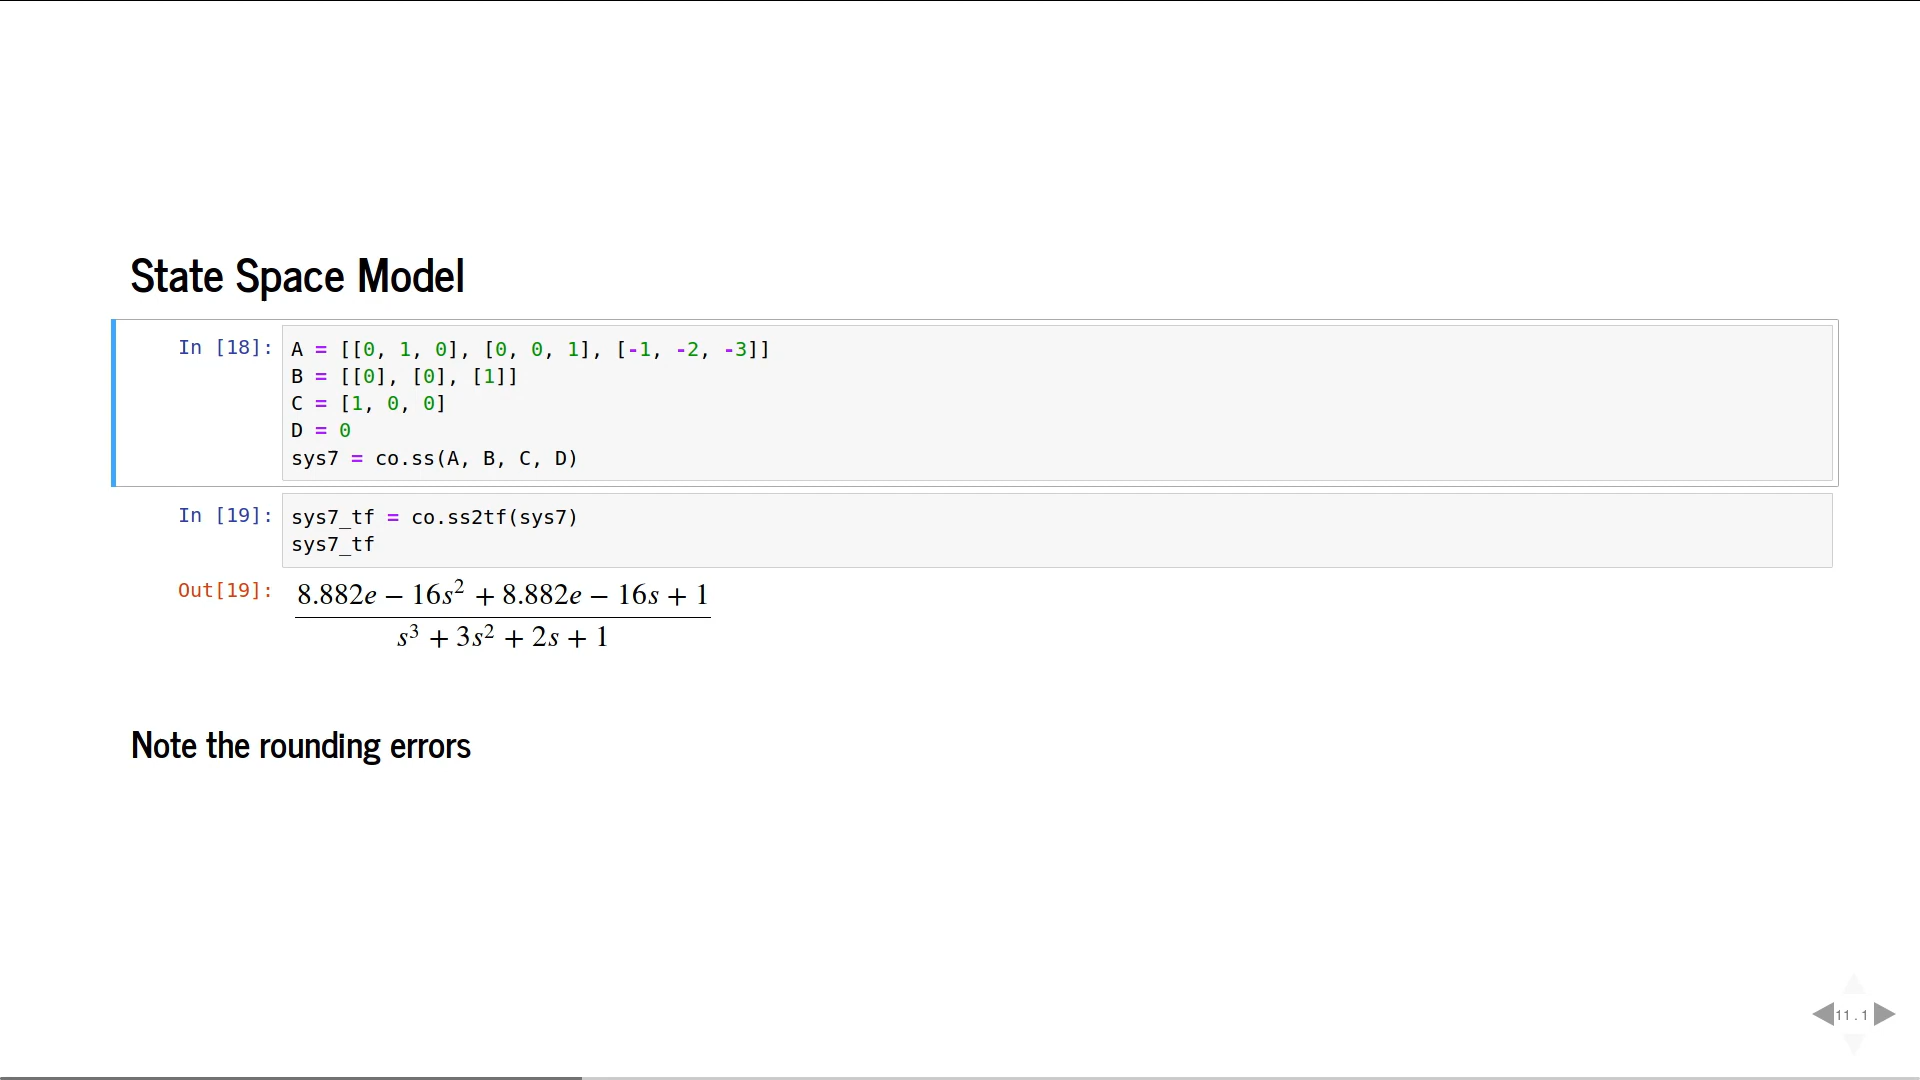 State Space Model
In [18]: A = [[0, 1, 0], [0, 0, 1], [-1, -2, -3]]
B = [[0], [0], [1]]
C = [1, 0, 0]
D = 0
sys7 = co.ss(A, B, C, D)
In [19]: sys7_tf = co.ss2tf(sys7)
sys7_tf
Out[19]: 8.882e − 16s² + 8.882e − 16s + 1
s³ + 3s² + 2s + 1
Note the rounding errors
11.1